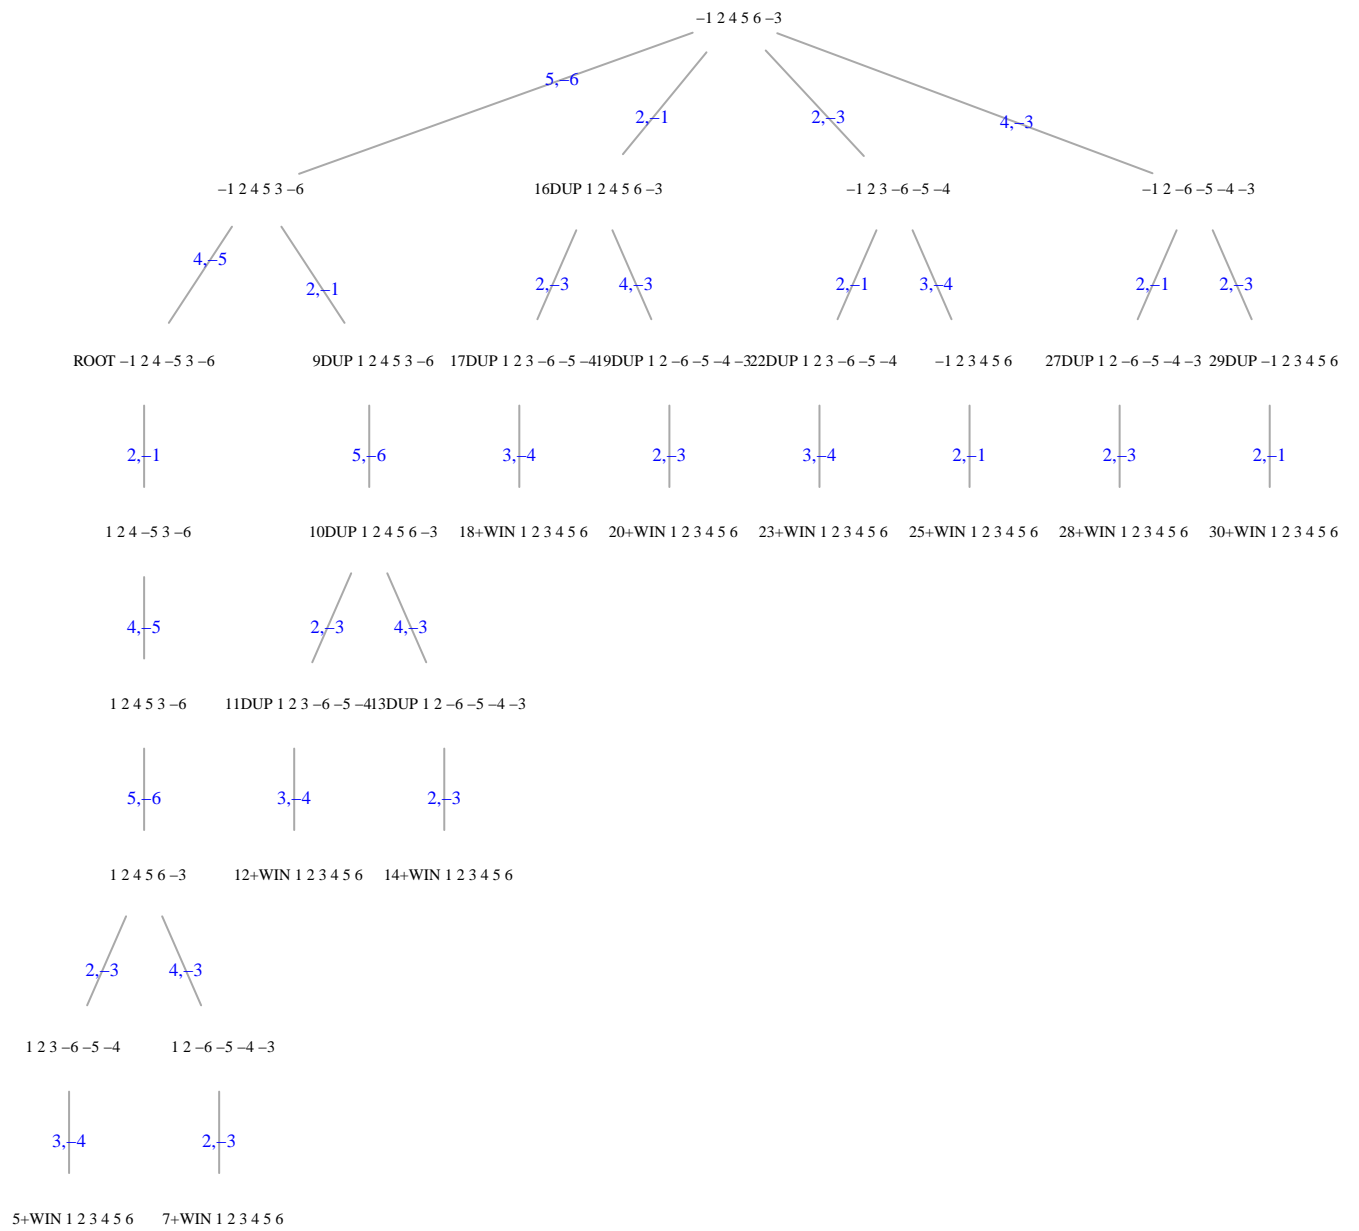 −1 2 4 5 6 −3
5,−6
2,−1
2,−3
4,−3
−1 2 4 5 3 −6
16DUP 1 2 4 5 6 −3
−1 2 3 −6 −5 −4
−1 2 −6 −5 −4 −3
4,−5
2,−1
2,−3
4,−3
2,−1
3,−4
2,−1
2,−3
ROOT −1 2 4 −5 3 −6
9DUP 1 2 4 5 3 −6
17DUP 1 2 3 −6 −5 −4
19DUP 1 2 −6 −5 −4 −3
22DUP 1 2 3 −6 −5 −4
−1 2 3 4 5 6
27DUP 1 2 −6 −5 −4 −3
29DUP −1 2 3 4 5 6
2,−1
5,−6
3,−4
2,−3
3,−4
2,−1
2,−3
2,−1
1 2 4 −5 3 −6
10DUP 1 2 4 5 6 −3
18+WIN 1 2 3 4 5 6
20+WIN 1 2 3 4 5 6
23+WIN 1 2 3 4 5 6
25+WIN 1 2 3 4 5 6
28+WIN 1 2 3 4 5 6
30+WIN 1 2 3 4 5 6
4,−5
2,−3
4,−3
1 2 4 5 3 −6
11DUP 1 2 3 −6 −5 −4
13DUP 1 2 −6 −5 −4 −3
5,−6
3,−4
2,−3
1 2 4 5 6 −3
12+WIN 1 2 3 4 5 6
14+WIN 1 2 3 4 5 6
2,−3
4,−3
1 2 3 −6 −5 −4
1 2 −6 −5 −4 −3
3,−4
2,−3
5+WIN 1 2 3 4 5 6
7+WIN 1 2 3 4 5 6